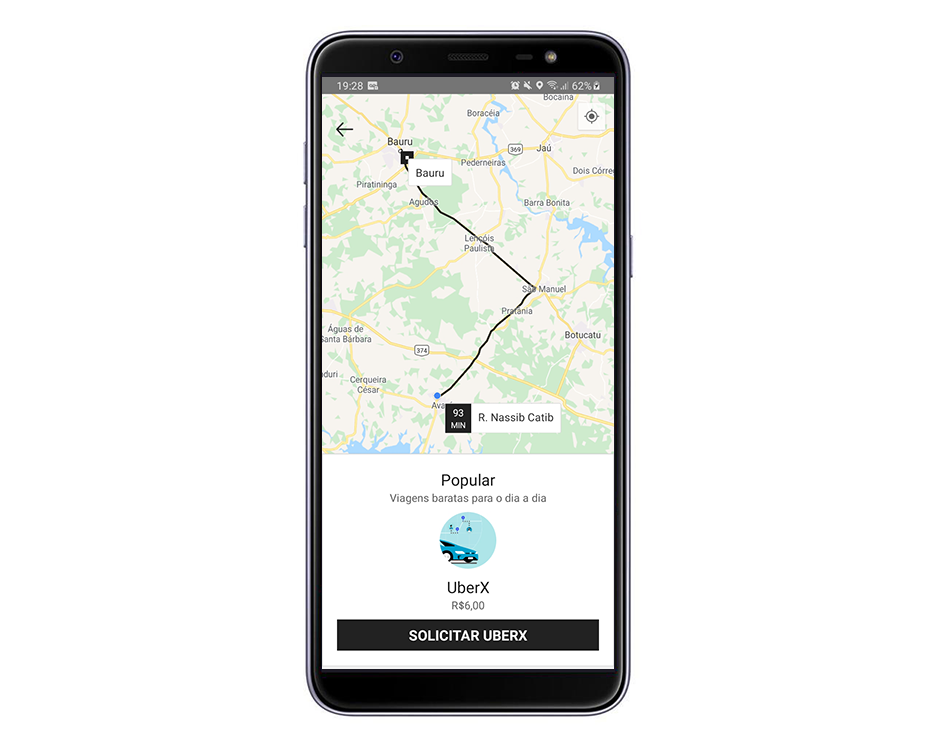 19:28
62%
Bocaina
Boracéia
Bauru
369
Jaú
Pederneiras
Bauru
Dois Córre
Piratininga
Agudos
Barra Bonita
Lençóis
Paulista
São Manuel
Pratânia
Águas de
Santa Bárbara
Botucatu
374
duri
Cerqueira
César
Ava
93
MIN
R. Nassib Catib
Popular
Viagens baratas para o dia a dia
UberX
R$6,00
SOLICITAR UBERX